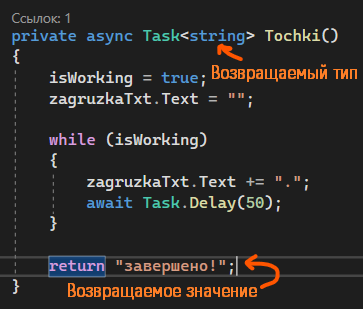 Ссылок: 1
private async Task<string> Tochki()
{
Возвращаемый тип
isWorking = true;
zagruzkaTxt.Text = "";
while (isWorking)
{
zagruzkaTxt.Text += ".";
await Task.Delay(50);
}
return "завершено!";
Возвращаемое значение
}